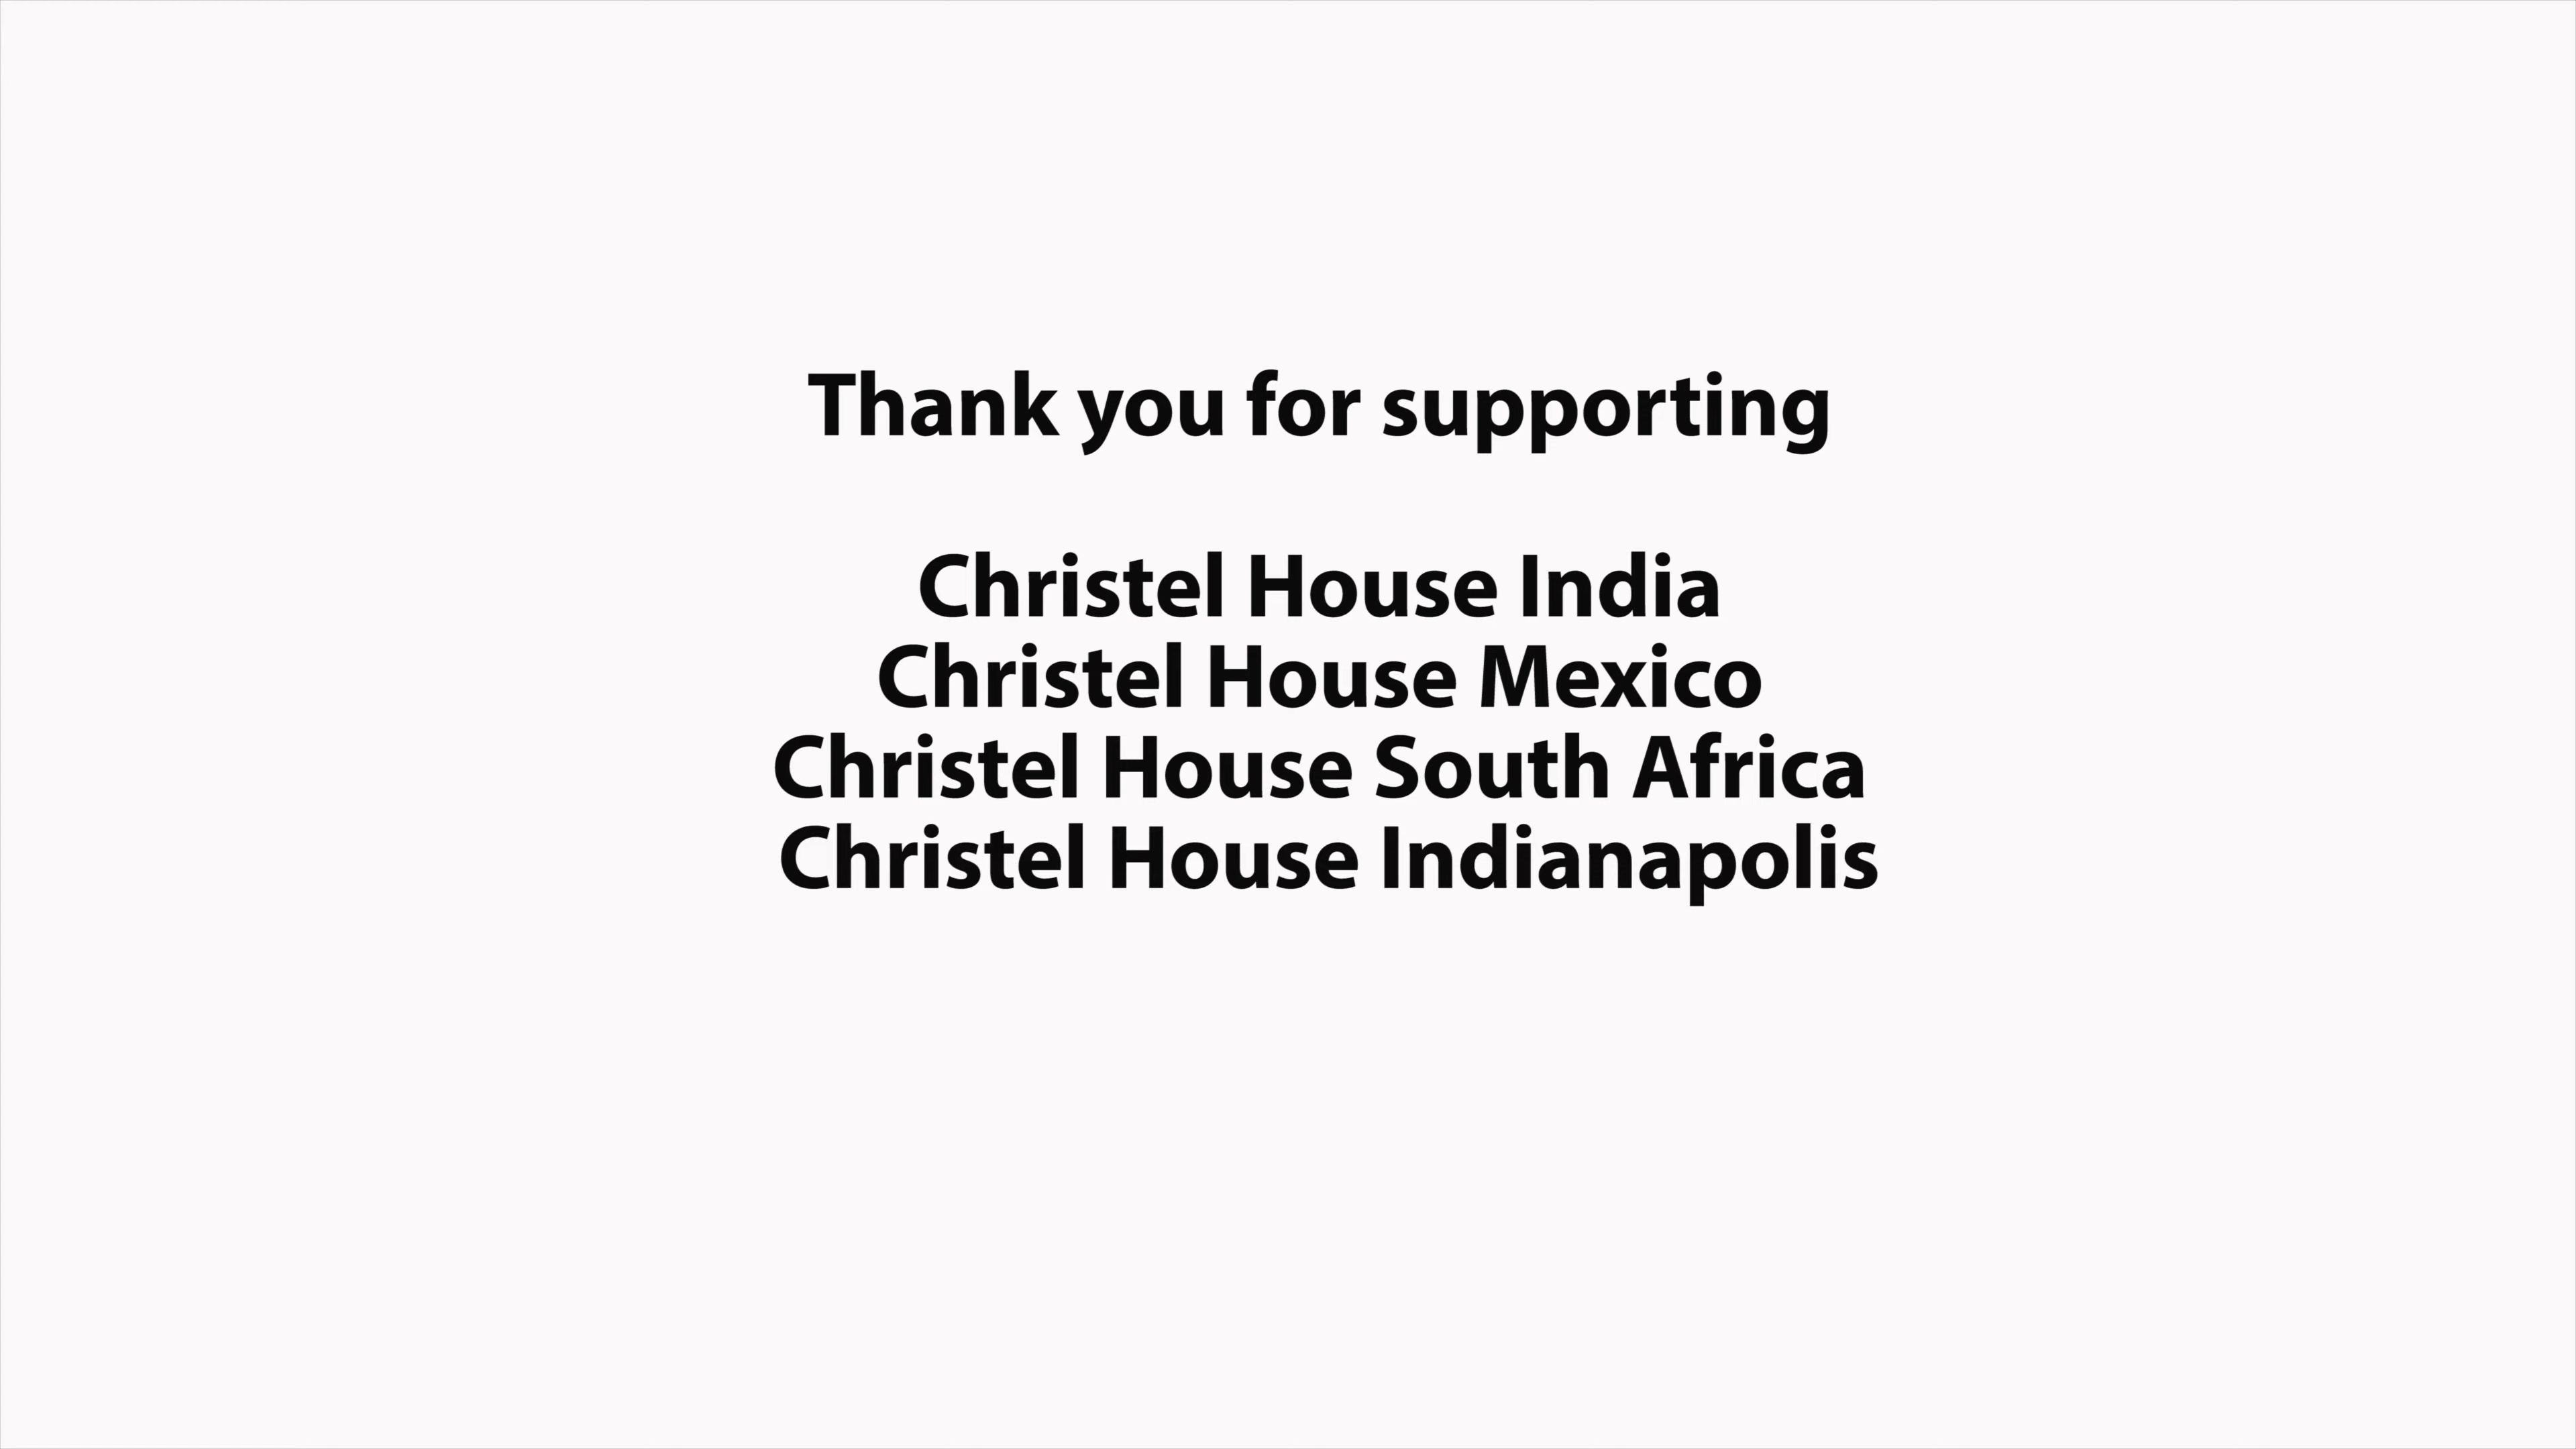 Thank you for supporting
Christel House India
Christel House Mexico
Christel House South Africa
Christel House Indianapolis